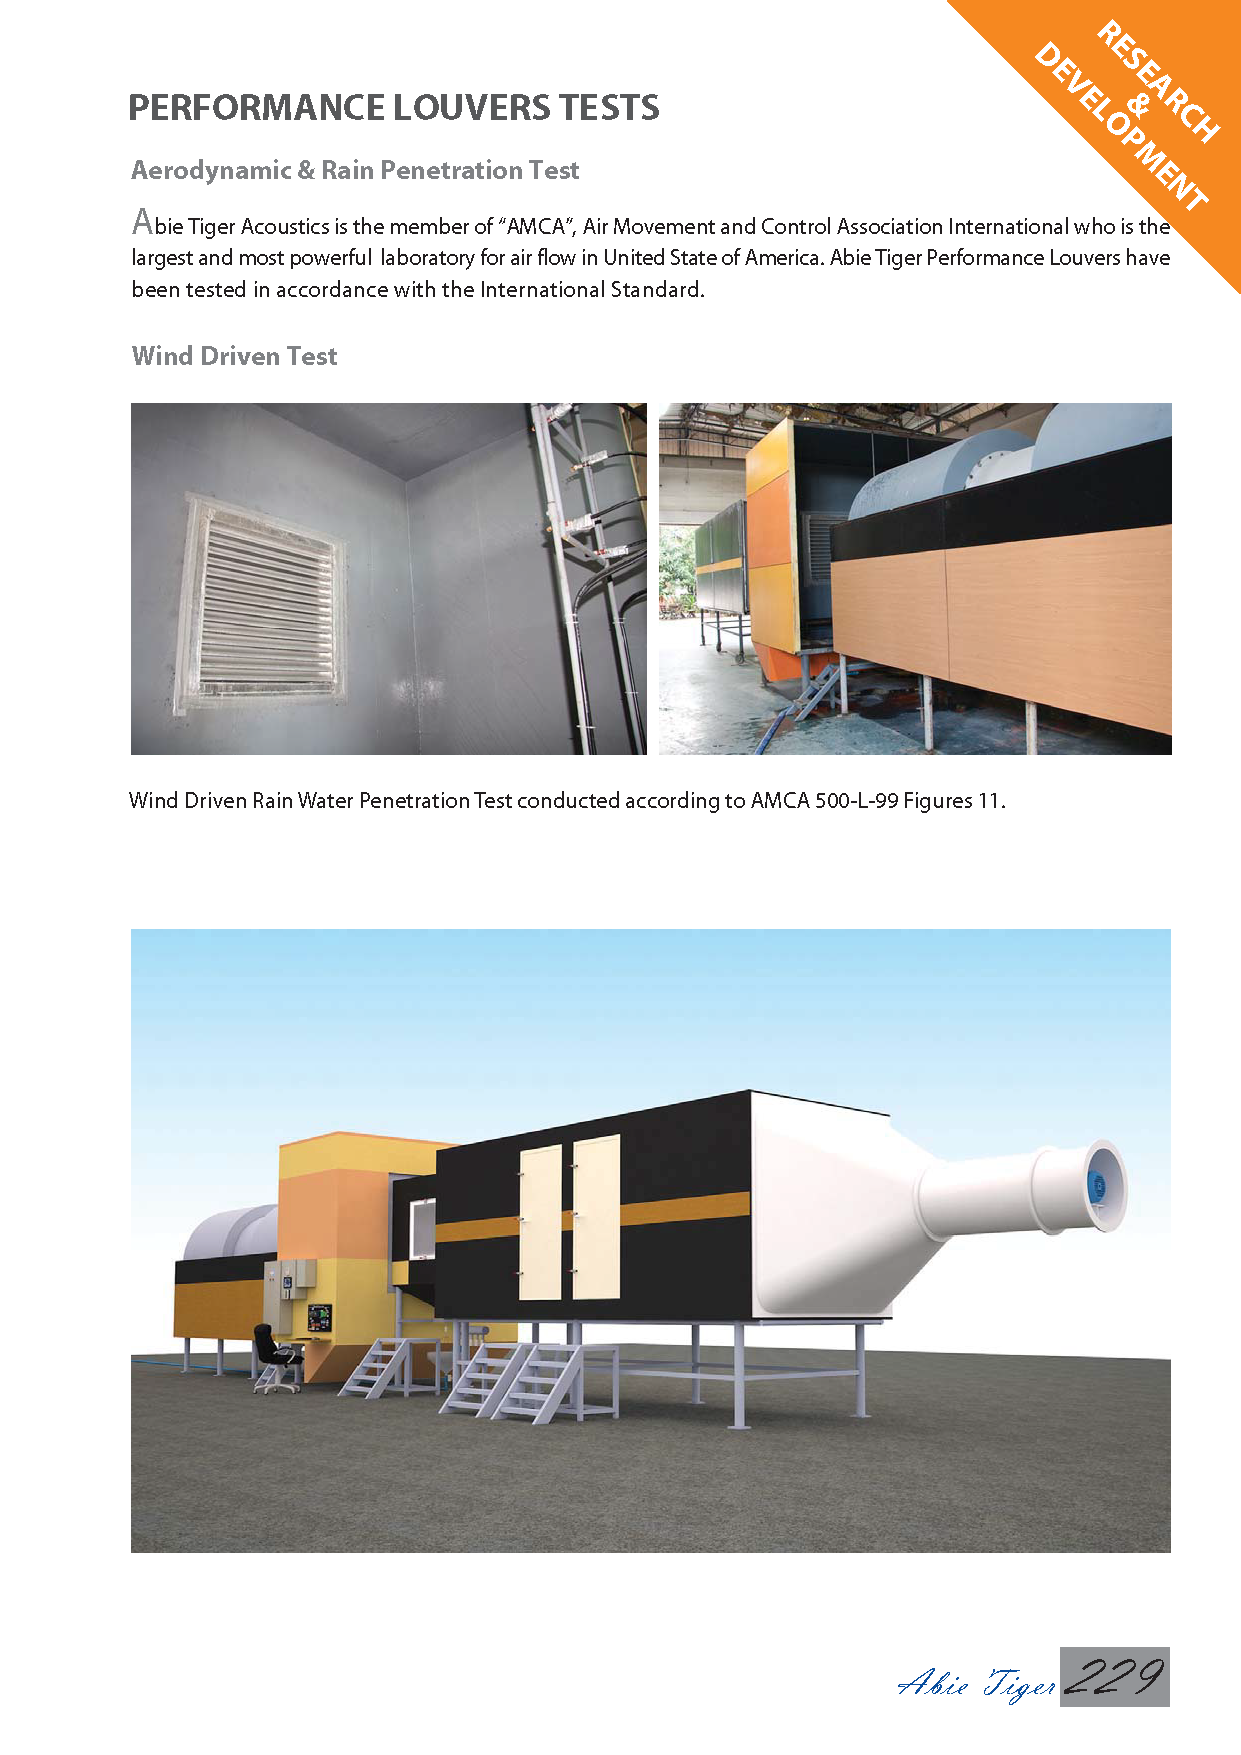 RESEARCH
&
DEVELOPMENT
PERFORMANCE LOUVERS TESTS
Aerodynamic & Rain Penetration Test
Abie Tiger Acoustics is the member of “AMCA”, Air Movement and Control Association International who is the
largest and most powerful laboratory for air flow in United State of America. Abie Tiger Performance Louvers have
been tested in accordance with the International Standard.
Wind Driven Test
Wind Driven Rain Water Penetration Test conducted according to AMCA 500-L-99 Figures 11.
Abie Tiger 229